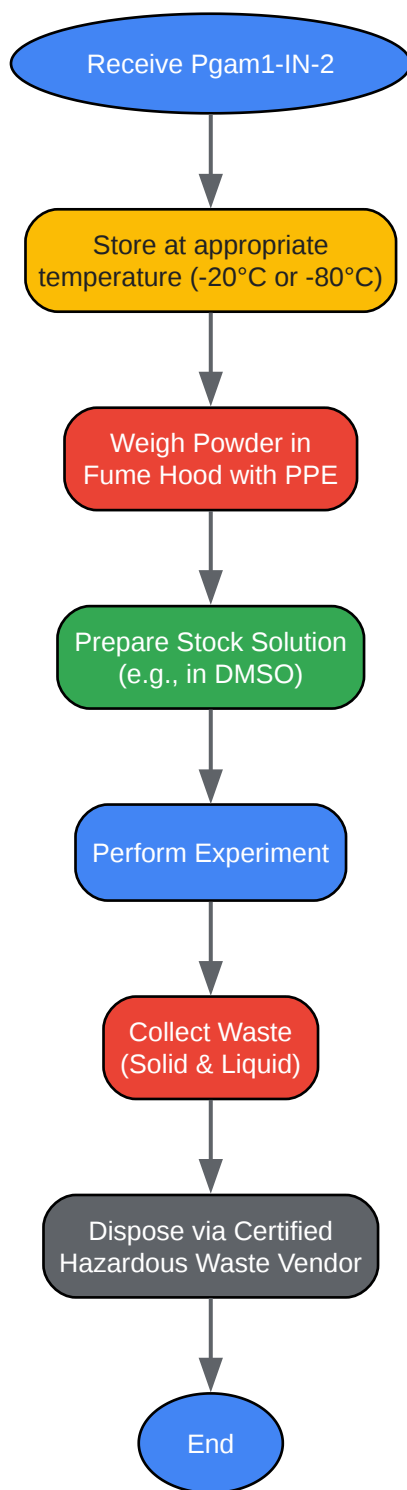 Receive Pgam1-IN-2
Store at appropriate
temperature (-20°C or -80°C)
Weigh Powder in
Fume Hood with PPE
Prepare Stock Solution
(e.g., in DMSO)
Perform Experiment
Collect Waste
(Solid & Liquid)
Dispose via Certified
Hazardous Waste Vendor
End